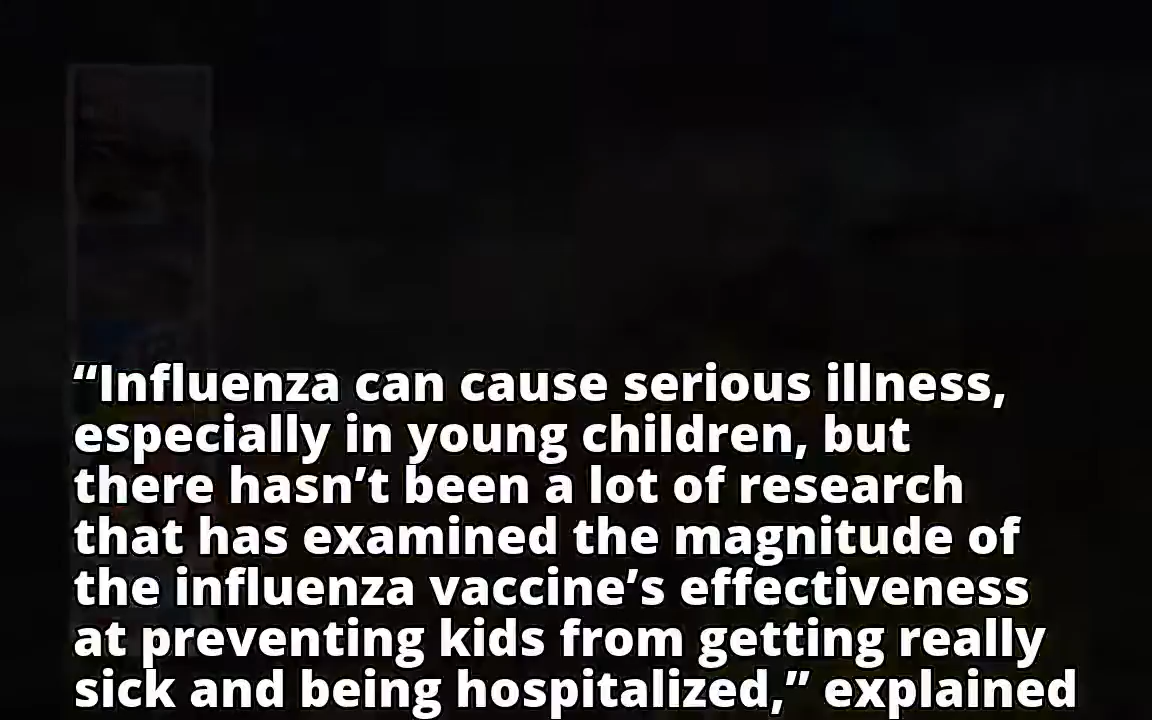 “Influenza can cause serious illness,
especially in young children, but
there hasn’t been a lot of research
that has examined the magnitude of
the influenza vaccine’s effectiveness
at preventing kids from getting really
sick and being hospitalized,” explained